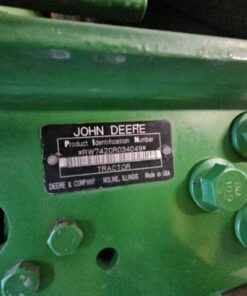 JOHN DEERE
Product Identification Number
*RW7420R034049*
TRACTOR
DEERE & COMPANY MOLINE, ILLINOIS Made in USA